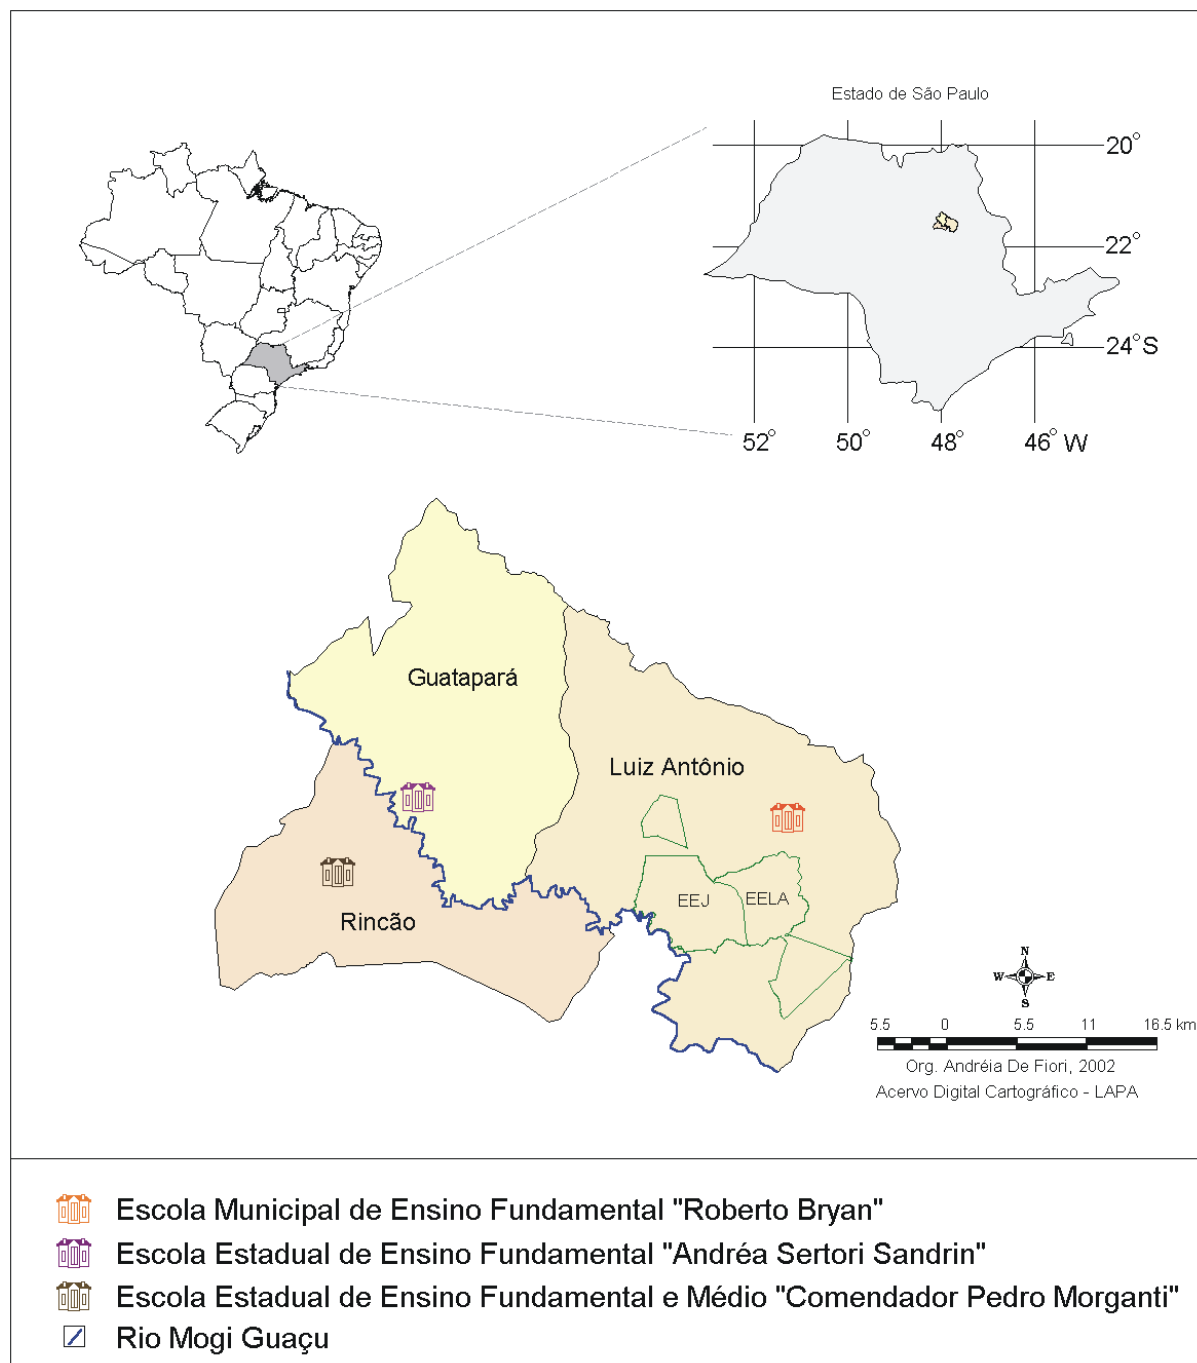 Estado de São Paulo
20°
22°
24°S
52° 50° 48° 46° W
Guatapará
Luiz Antônio
EEJ EELA
Rincão
N
W E
S
5.5 0 5.5 11 16.5 km
Org. Andréia De Fiori, 2002
Acervo Digital Cartográfico - LAPA
Escola Municipal de Ensino Fundamental "Roberto Bryan"
Escola Estadual de Ensino Fundamental "Andréa Sertori Sandrin"
Escola Estadual de Ensino Fundamental e Médio "Comendador Pedro Morganti"
Rio Mogi Guaçu